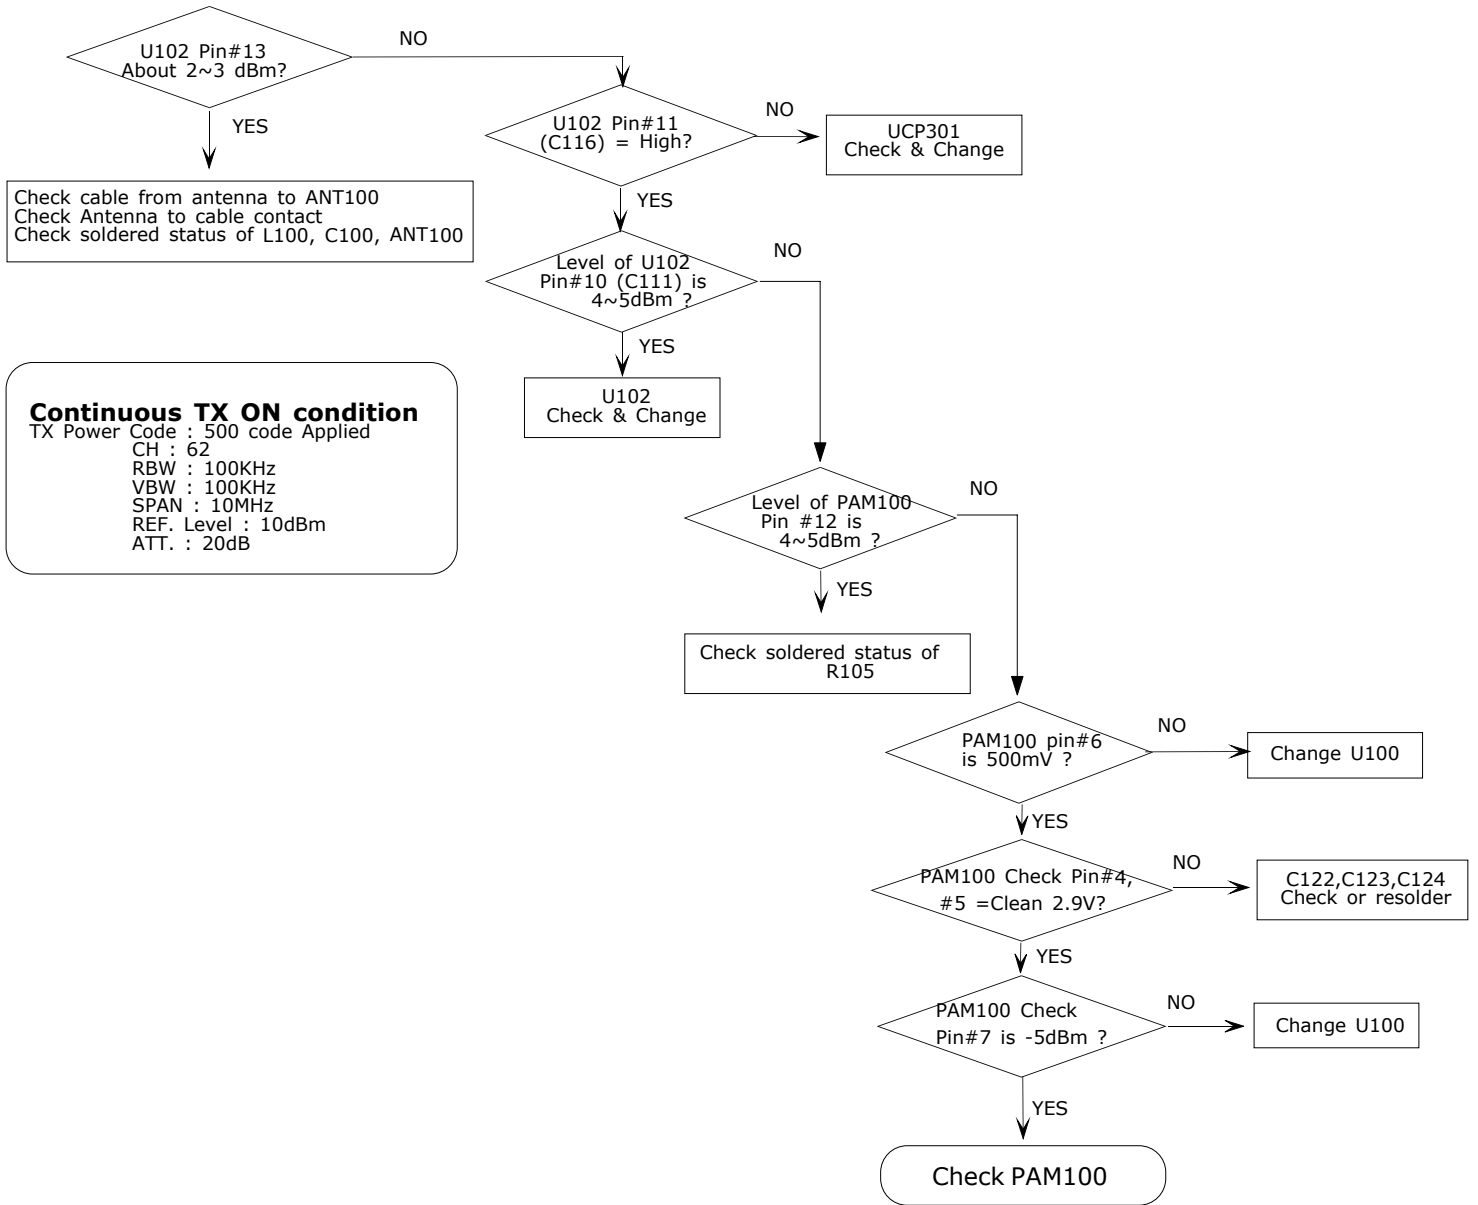 U102 Pin#13
About 2~3 dBm?
NO
YES
Check cable from antenna to ANT100
Check Antenna to cable contact
Check soldered status of L100, C100, ANT100
U102 Pin#11
(C116) = High?
NO
UCP301
Check & Change
YES
Level of U102
Pin#10 (C111) is
4~5dBm ?
NO
YES
U102
Check & Change
Continuous TX ON condition
TX Power Code : 500 code Applied
CH : 62
RBW : 100KHz
VBW : 100KHz
SPAN : 10MHz
REF. Level : 10dBm
ATT. : 20dB
Level of PAM100
Pin #12 is
4~5dBm ?
NO
YES
Check soldered status of
R105
PAM100 pin#6
is 500mV ?
NO
Change U100
YES
PAM100 Check Pin#4,
#5 =Clean 2.9V?
NO
C122,C123,C124
Check or resolder
YES
PAM100 Check
Pin#7 is -5dBm ?
NO
Change U100
YES
Check PAM100